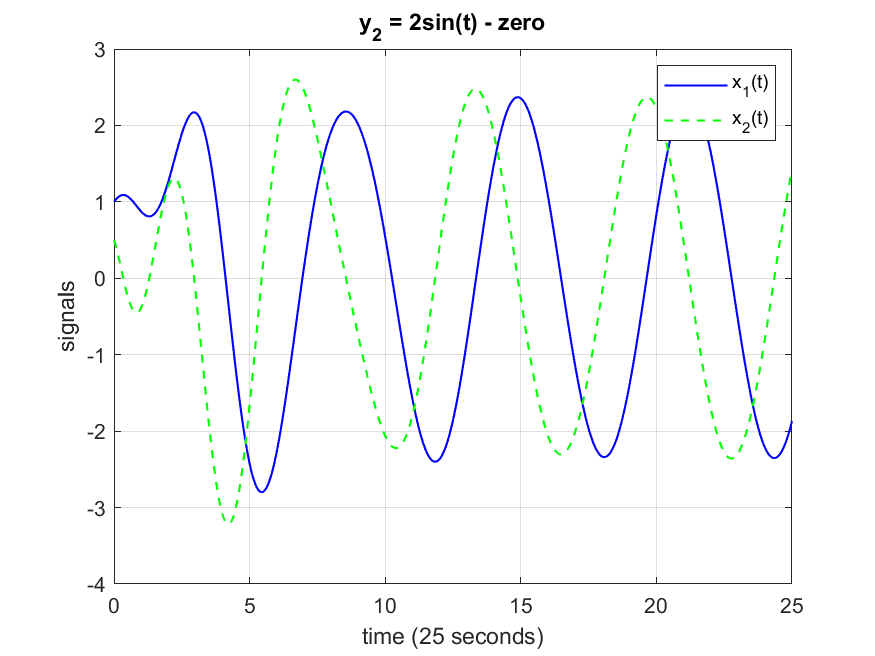 y₂ = 2sin(t) - zero
3
2
1
0
-1
-2
-3
-4
signals
x₁(t)
x₂(t)
0 5 10 15 20 25
time (25 seconds)